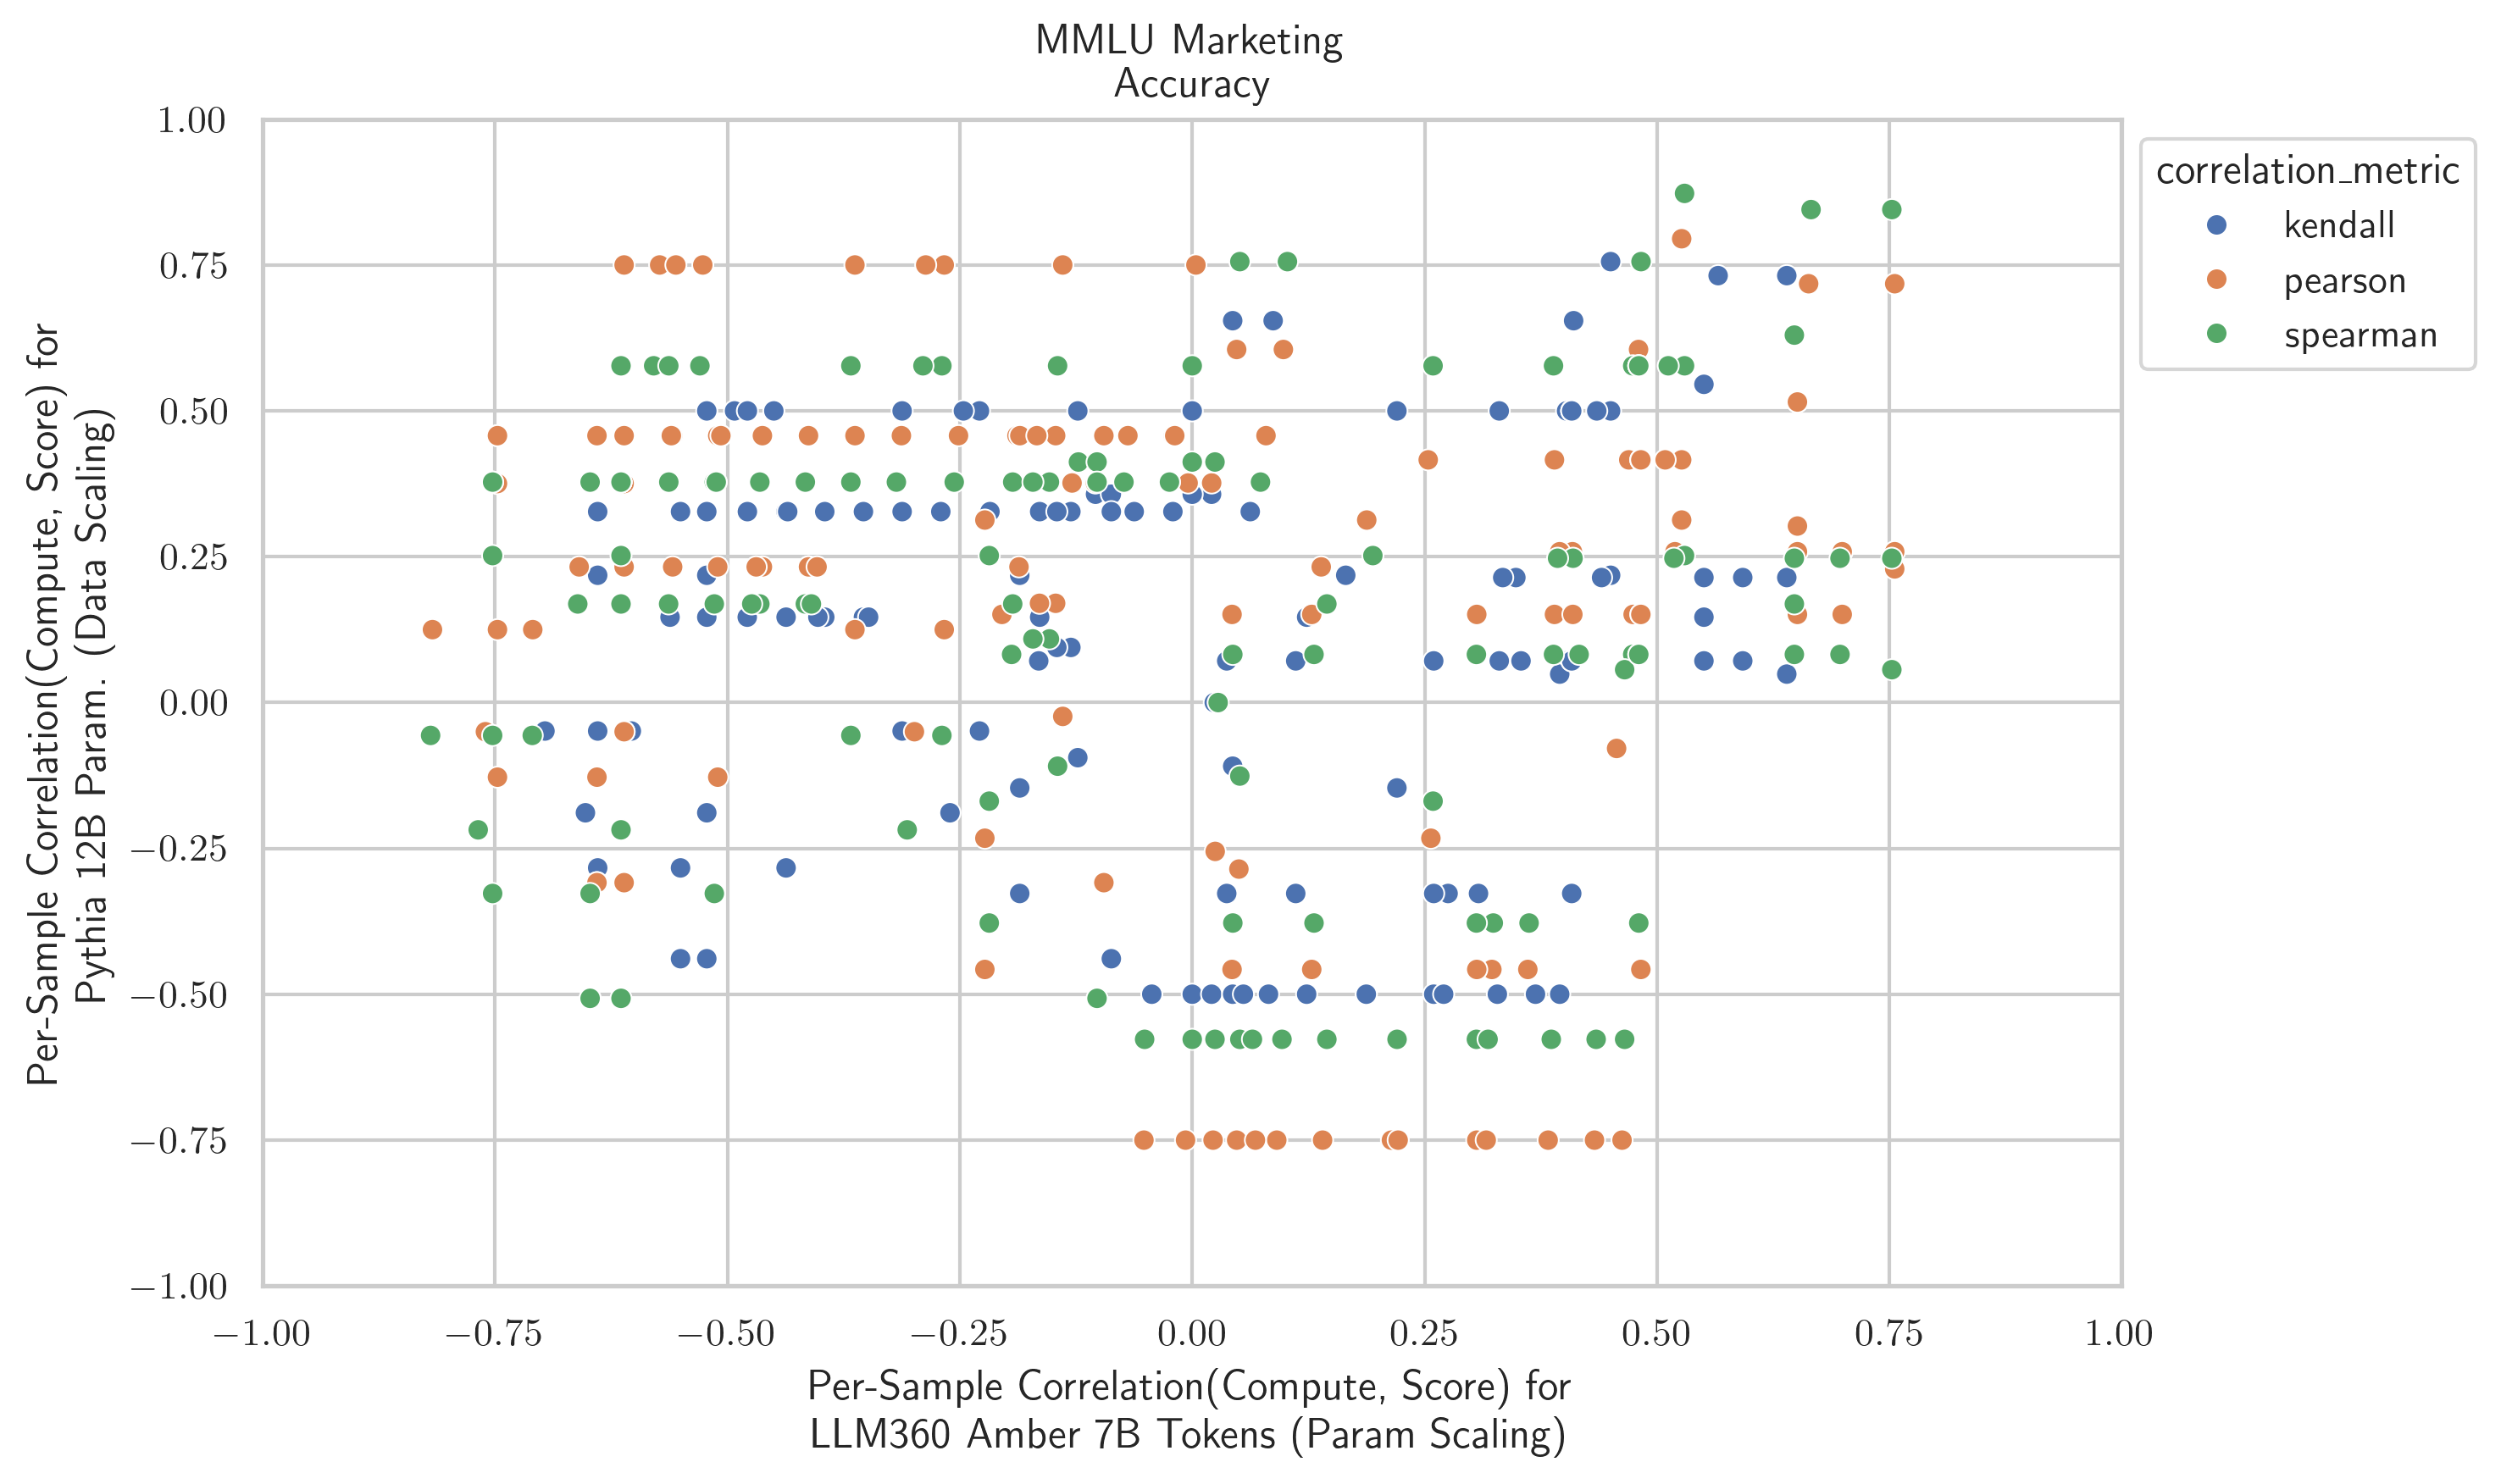 MMLU Marketing
Accuracy
1.00
0.75
0.50
0.25
0.00
−0.25
−0.50
−0.75
−1.00
Per-Sample Correlation(Compute, Score) for
Pythia 12B Param. (Data Scaling)
correlation_metric
kendall
pearson
spearman
−1.00 −0.75 −0.50 −0.25 0.00 0.25 0.50 0.75 1.00
Per-Sample Correlation(Compute, Score) for
LLM360 Amber 7B Tokens (Param Scaling)